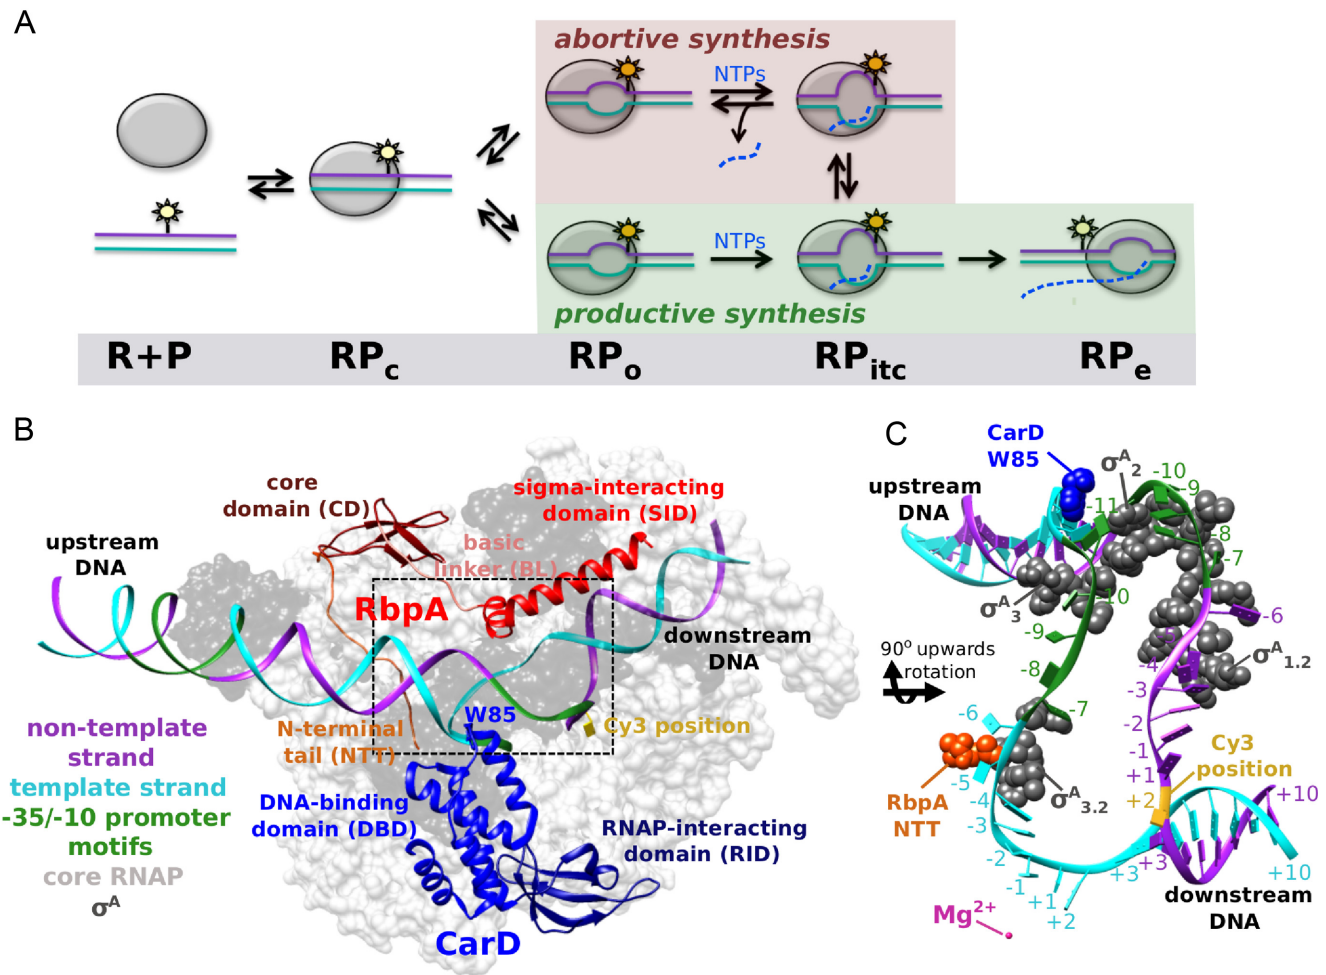 A
abortive synthesis
NTPs
NTPs
productive synthesis
R+P
RPc
RPo
RPitc
RPe
B
core
domain (CD)
sigma-interacting
domain (SID)
upstream
DNA
basic
linker (BL)
RbpA
downstream
DNA
W85
N-terminal
tail (NTT)
Cy3 position
non-template
strand
template strand
-35/-10 promoter
motifs
core RNAP
σA
DNA-binding
domain (DBD)
RNAP-interacting
domain (RID)
CarD
C
CarD
W85
σA2
-10
-9
upstream
DNA
-11
-8
-7
σA3
-10
-6
-9
-5
σA1.2
90o upwards
rotation
-4
-8
-3
-6
-7
-2
-1
Cy3
position
+1
-5
+2
+10
RbpA
NTT
-4
σA3.2
-3
-2
+3
+3
+10
-1
+1
+2
downstream
DNA
Mg2+